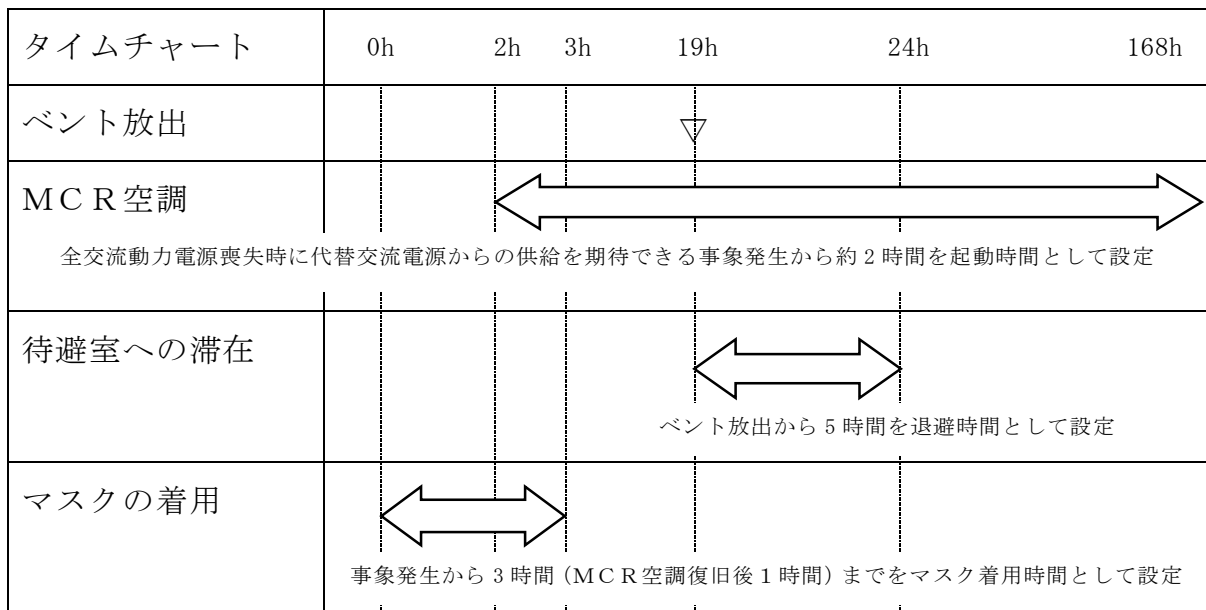 タイムチャート 0h 2h 3h 19h 24h 168h
ベント放出
ＭＣＲ空調
全交流動力電源喪失時に代替交流電源からの供給を期待できる事象発生から約２時間を起動時間として設定
待避室への滞在
ベント放出から５時間を退避時間として設定
マスクの着用
事象発生から３時間（ＭＣＲ空調復旧後１時間）までをマスク着用時間として設定